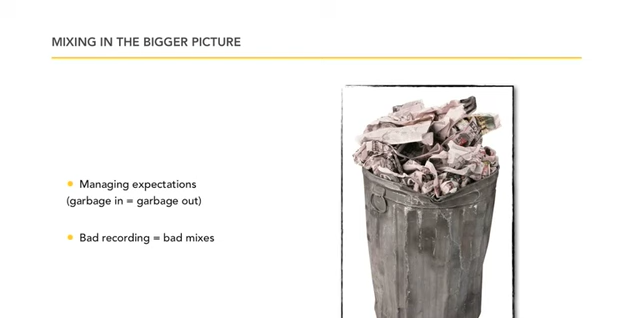 MIXING IN THE BIGGER PICTURE
Managing expectations
(garbage in = garbage out)
Bad recording = bad mixes